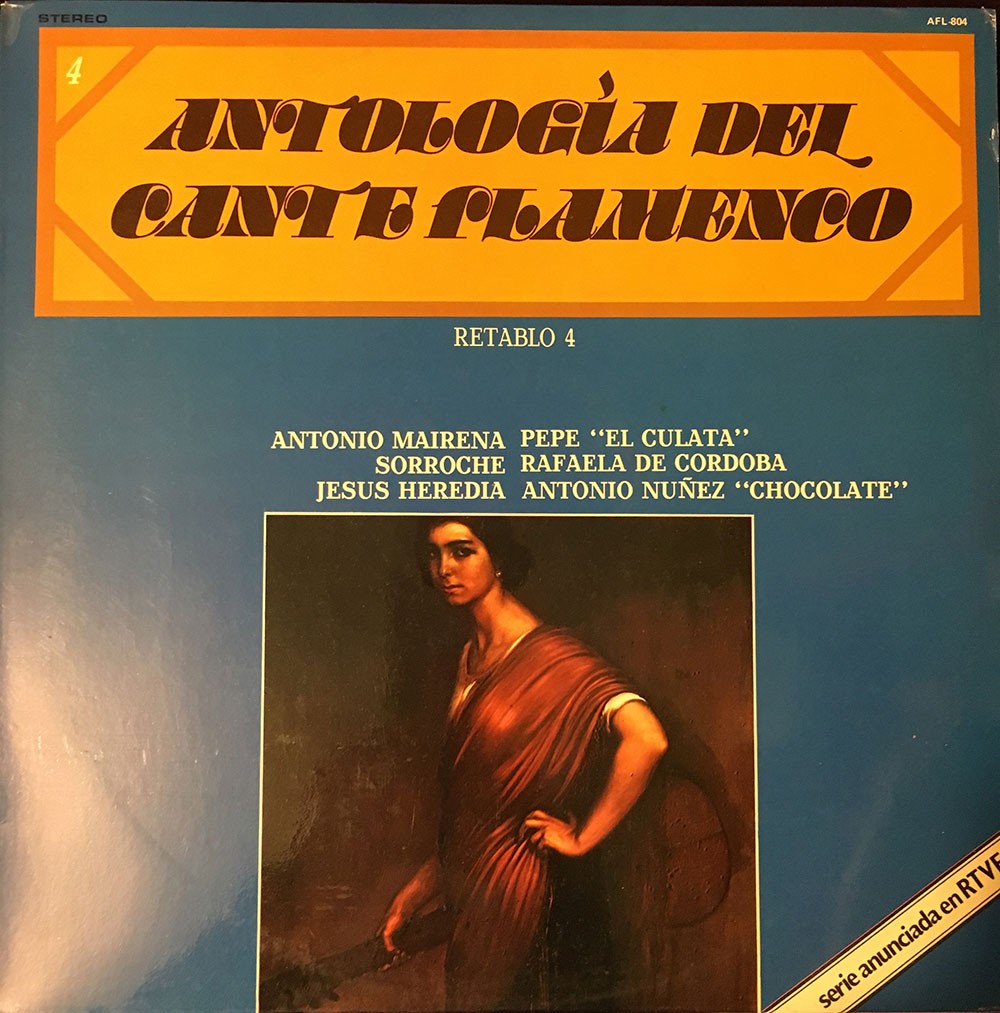 STEREO
AFL-804
4
ANTOLOGÍA DEL
CANTE FLAMENCO
RETABLO 4
ANTONIO MAIRENA PEPE “EL CULATA”
SORROCHE RAFAELA DE CORDOBA
JESUS HEREDIA ANTONIO NUÑEZ “CHOCOLATE”
serie anunciada en RTVE